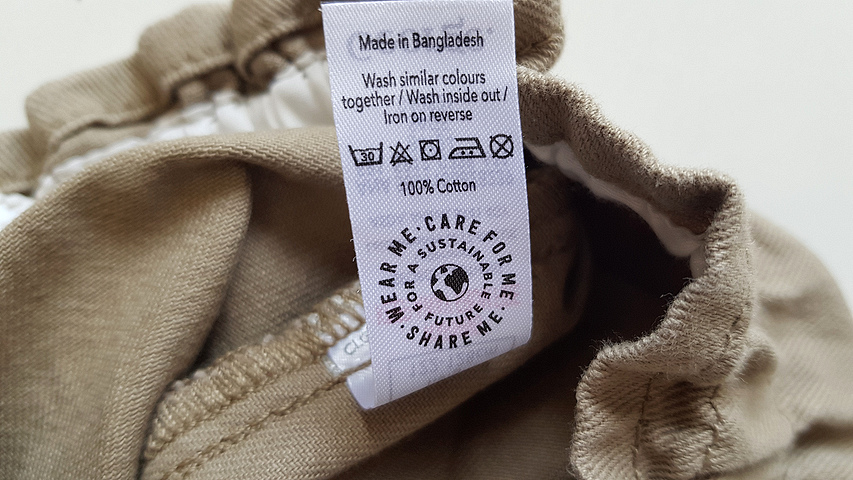 Made in Bangladesh
Wash similar colours
together / Wash inside out /
Iron on reverse
30
100% Cotton
WEAR ME · CARE FOR ME · SHARE ME ·
FOR A SUSTAINABLE FUTURE